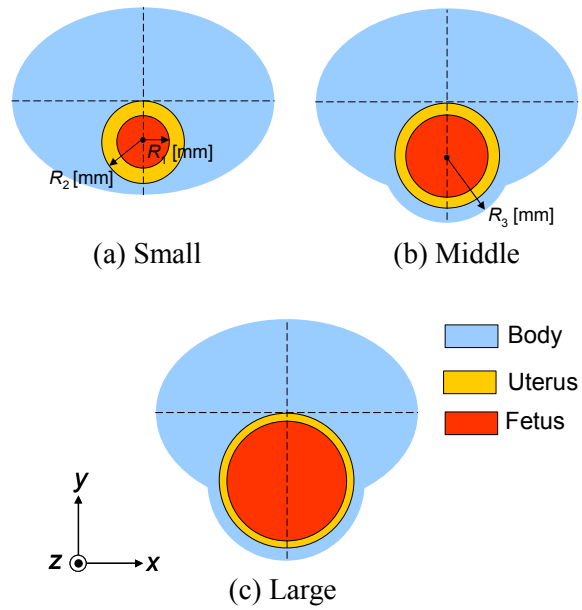 R₁ [mm]
R₂ [mm]
R₃ [mm]
(a) Small
(b) Middle
Body
Uterus
Fetus
y
z
x
(c) Large